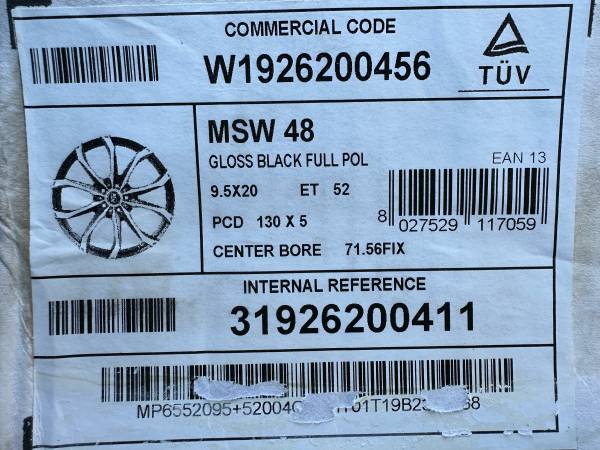 COMMERCIAL CODE
W1926200456
TÜV
MSW 48
GLOSS BLACK FULL POL
9.5X20 ET 52
PCD 130 X 5
CENTER BORE 71.56FIX
EAN 13
8 027529 117059
INTERNAL REFERENCE
31926200411